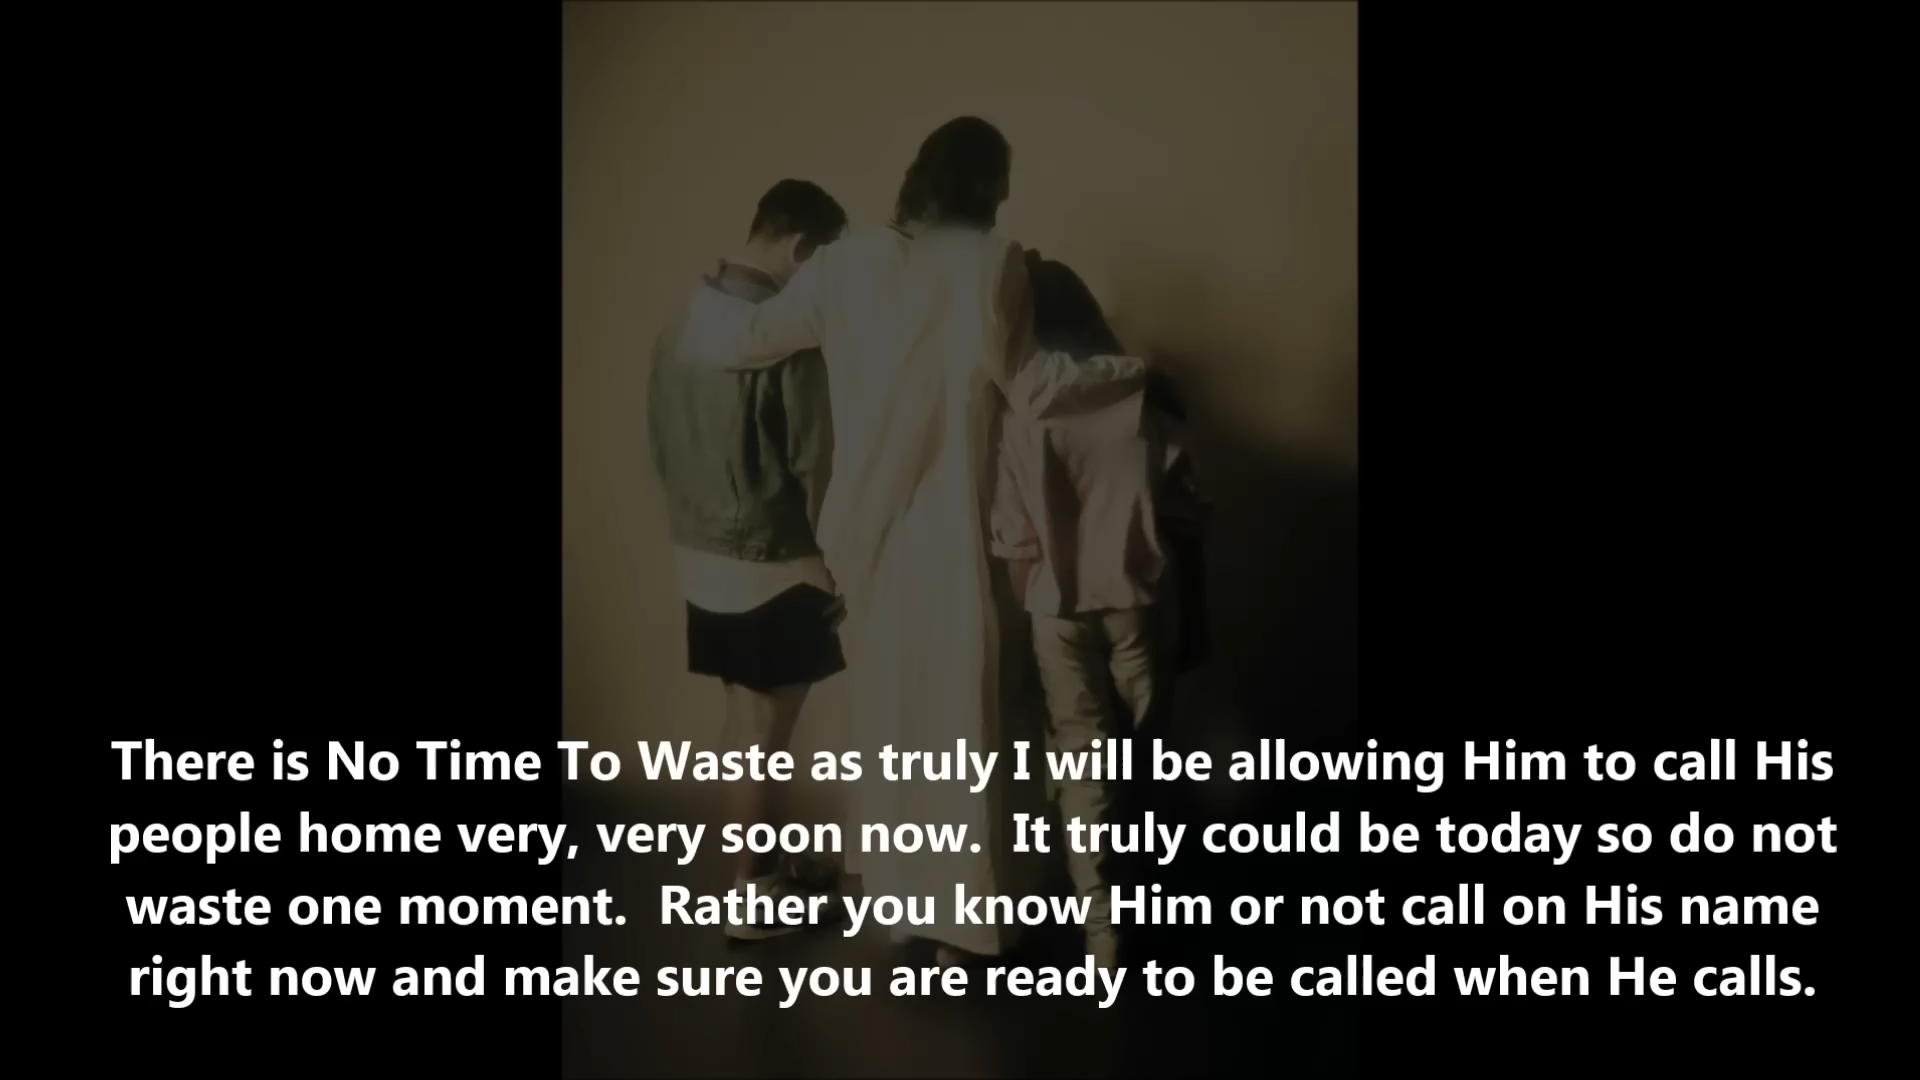 There is No Time To Waste as truly I will be allowing Him to call His
people home very, very soon now.  It truly could be today so do not
waste one moment.  Rather you know Him or not call on His name
right now and make sure you are ready to be called when He calls.